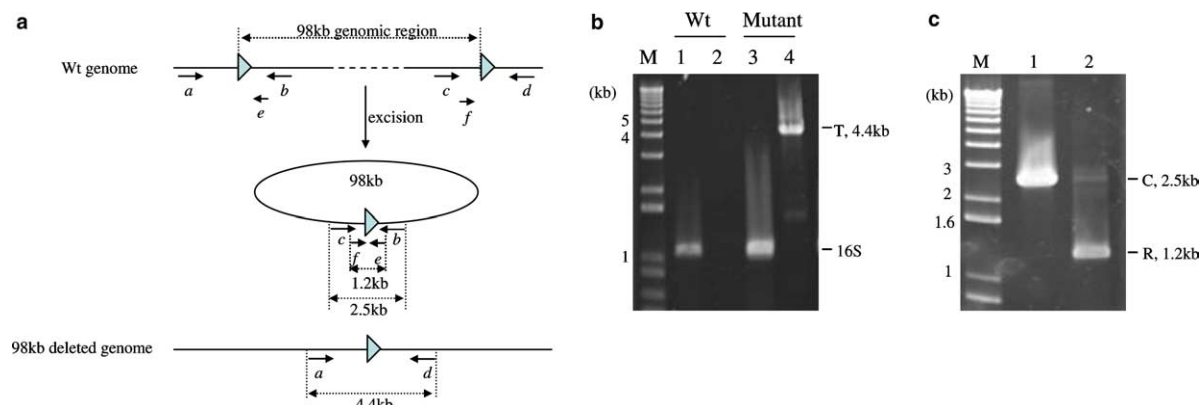 a
98kb genomic region
Wt genome
a
b
c
d
e
f
excision
98kb
c
b
f
e
1.2kb
2.5kb
98kb deleted genome
a
d
4.4kb
b
Wt
Mutant
M 1 2 3 4
(kb)
5
4
1
T, 4.4kb
16S
c
M 1 2
(kb)
3
2
1.6
1
C, 2.5kb
R, 1.2kb